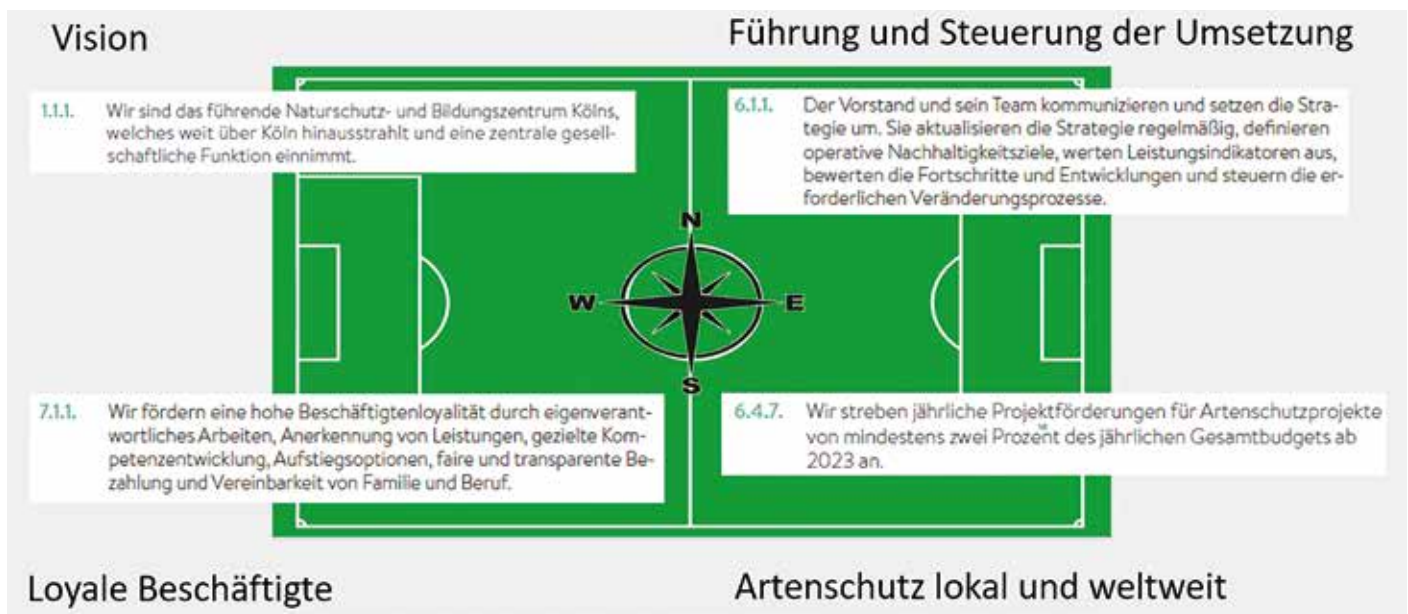 Vision
Führung und Steuerung der Umsetzung
1.1.1. Wir sind das führende Naturschutz- und Bildungszentrum Kölns,
welches weit über Köln hinausstrahlt und eine zentrale gesell-
schaftliche Funktion einnimmt.
6.1.1. Der Vorstand und sein Team kommunizieren und setzen die Stra-
tegie um. Sie aktualisieren die Strategie regelmäßig, definieren
operative Nachhaltigkeitsziele, werten Leistungsindikatoren aus,
bewerten die Fortschritte und Entwicklungen und steuern die er-
forderlichen Veränderungsprozesse.
N
W
E
S
7.1.1. Wir fördern eine hohe Beschäftigtenloyalität durch eigenverant-
wortliches Arbeiten, Anerkennung von Leistungen, gezielte Kom-
petenzentwicklung, Aufstiegsoptionen, faire und transparente Be-
zahlung und Vereinbarkeit von Familie und Beruf.
6.4.7. Wir streben jährliche Projektförderungen für Artenschutzprojekte
von mindestens zwei Prozent des jährlichen Gesamtbudgets ab
2023 an.
Loyale Beschäftigte
Artenschutz lokal und weltweit